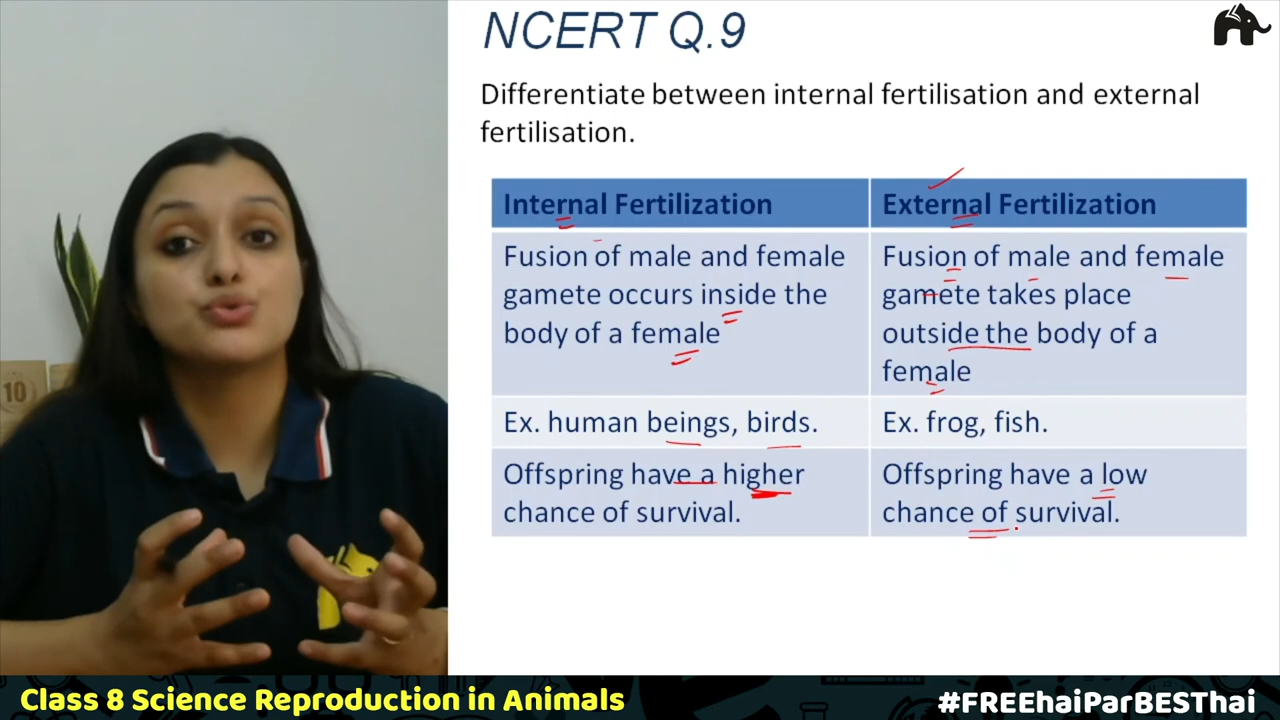 NCERT Q.9
Differentiate between internal fertilisation and external
fertilisation.
Internal Fertilization
External Fertilization
Fusion of male and female
gamete occurs inside the
body of a female
Fusion of male and female
gamete takes place
outside the body of a
female
Ex. human beings, birds.
Ex. frog, fish.
Offspring have a higher
chance of survival.
Offspring have a low
chance of survival.
10
Class 8 Science Reproduction in Animals
#FREEhaiParBESThai